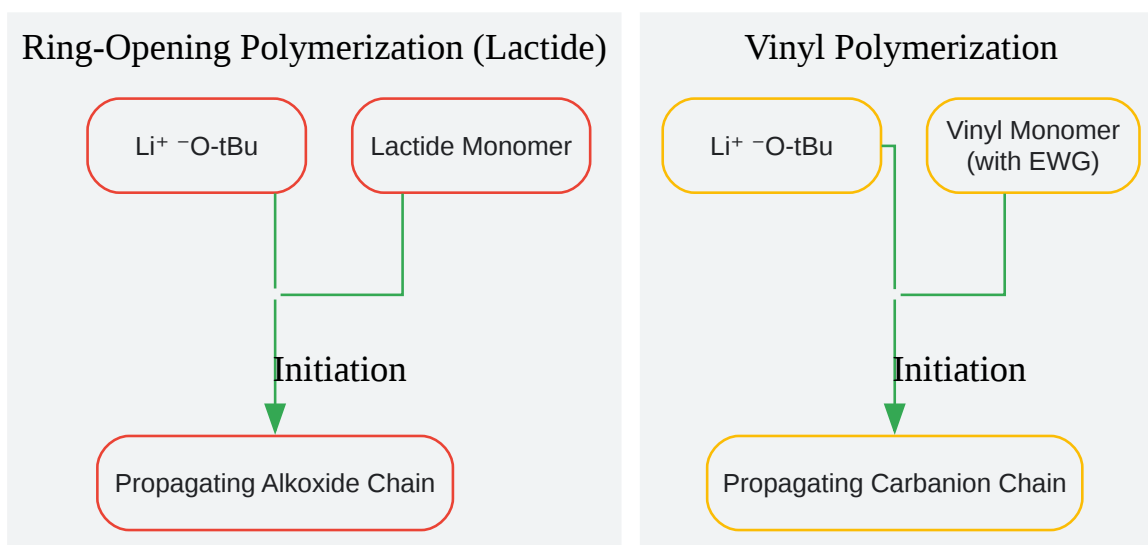 Ring-Opening Polymerization (Lactide)
Li⁺ ⁻O-tBu
Lactide Monomer
Initiation
Propagating Alkoxide Chain
Vinyl Polymerization
Li⁺ ⁻O-tBu
Vinyl Monomer
(with EWG)
Initiation
Propagating Carbanion Chain